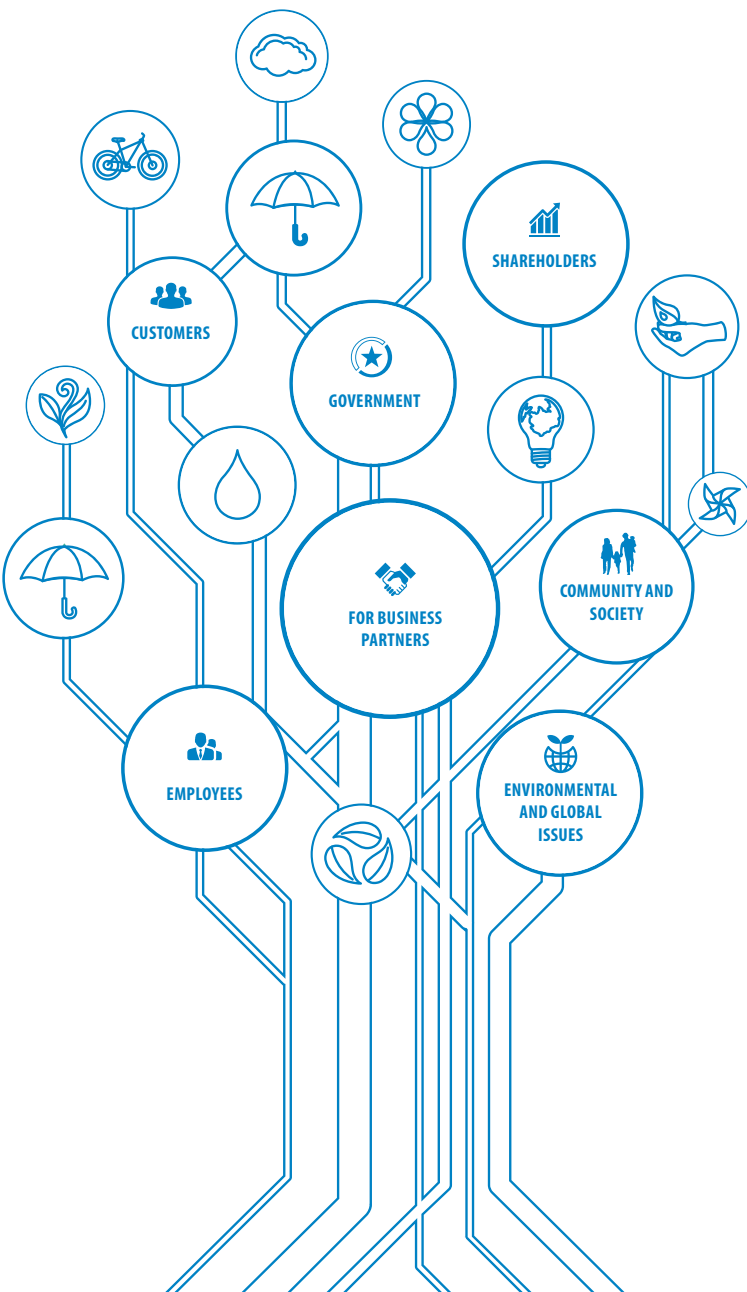 SHAREHOLDERS
CUSTOMERS
GOVERNMENT
COMMUNITY AND
SOCIETY
FOR BUSINESS
PARTNERS
EMPLOYEES
ENVIRONMENTAL
AND GLOBAL
ISSUES